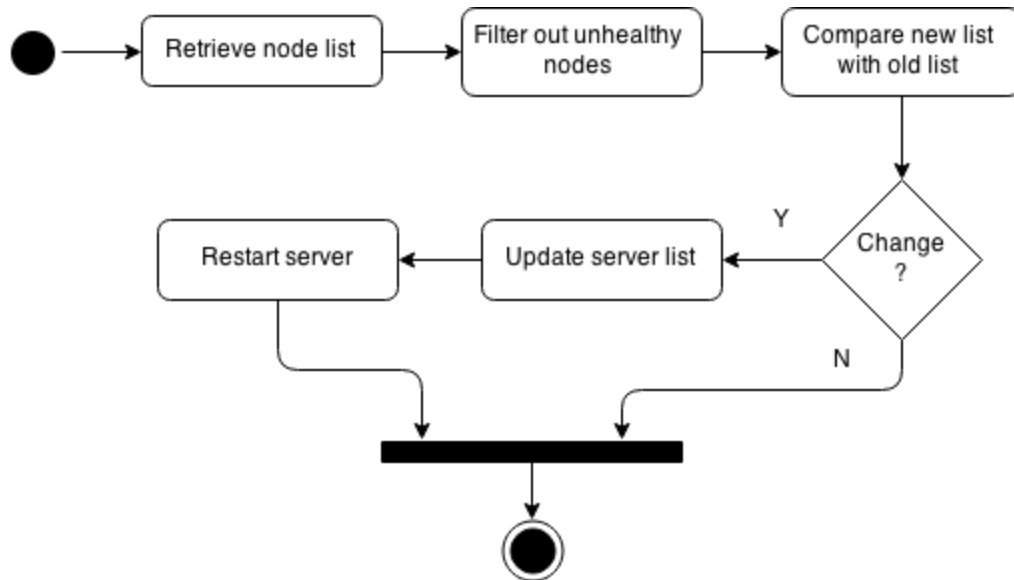 Retrieve node list
Filter out unhealthy
nodes
Compare new list
with old list
Change
?
Y
Update server list
Restart server
N